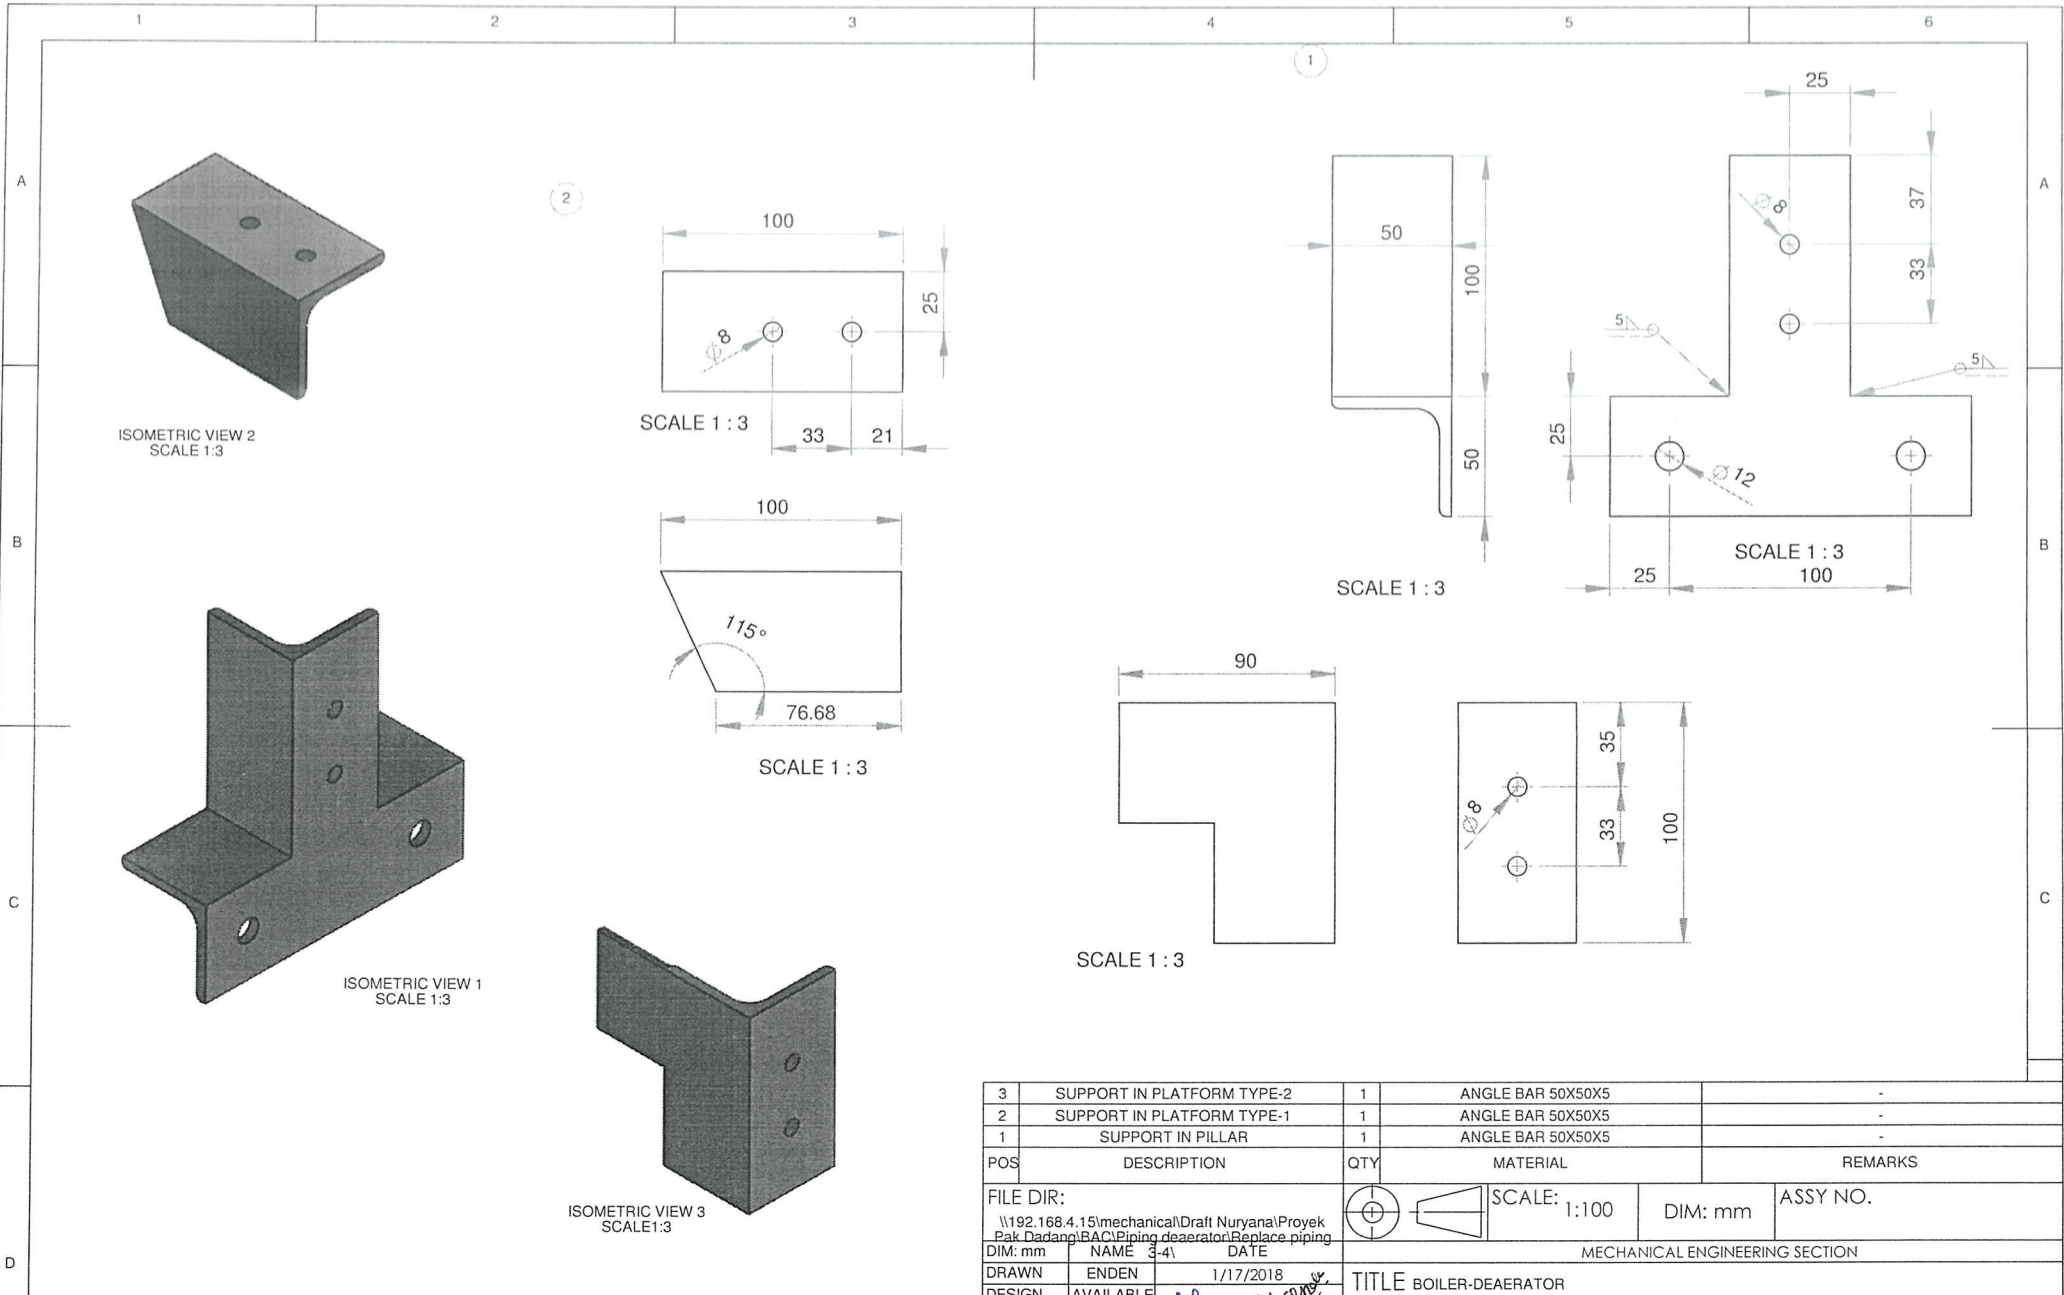 1 2 3 4 5 6
A
B
C
D
A
B
C
2
1
ISOMETRIC VIEW 2
SCALE 1:3
100
25
Ø8
SCALE 1 : 3
33
21
100
115°
76.68
SCALE 1 : 3
50
100
50
SCALE 1 : 3
25
37
Ø8
33
5
5
25
Ø12
SCALE 1 : 3
25
100
ISOMETRIC VIEW 1
SCALE 1:3
90
SCALE 1 : 3
35
Ø8
33
100
ISOMETRIC VIEW 3
SCALE1:3
3 SUPPORT IN PLATFORM TYPE-2 1 ANGLE BAR 50X50X5 -
2 SUPPORT IN PLATFORM TYPE-1 1 ANGLE BAR 50X50X5 -
1 SUPPORT IN PILLAR 1 ANGLE BAR 50X50X5 -
POS DESCRIPTION QTY MATERIAL REMARKS
FILE DIR:
\\192.168.4.15\mechanical\Draft Nuryana\Proyek
Pak Dadang\BAC\Piping deaerator\Replace piping
3-4\
SCALE: 1:100 DIM: mm ASSY NO.
DIM: mm NAME DATE
MECHANICAL ENGINEERING SECTION
DRAWN ENDEN 1/17/2018
TITLE BOILER-DEAERATOR
DESIGN AVAILABLE